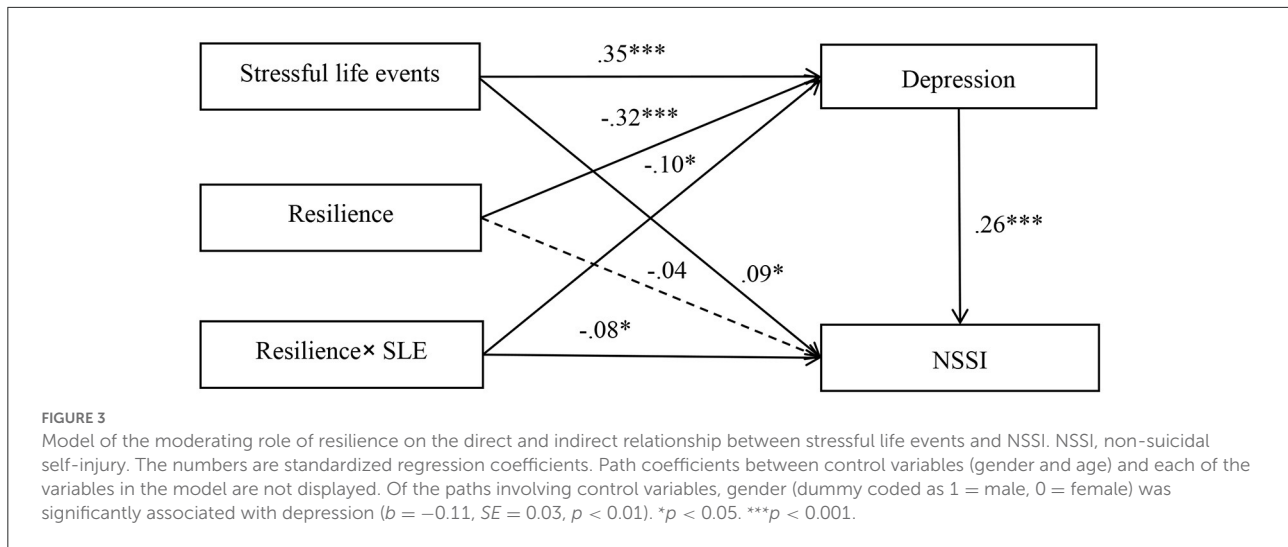 Stressful life events
.35***
Depression
-.32***
-.10*
Resilience
.26***
-.04
.09*
Resilience× SLE
-.08*
NSSI
FIGURE 3
Model of the moderating role of resilience on the direct and indirect relationship between stressful life events and NSSI. NSSI, non-suicidal
self-injury. The numbers are standardized regression coefficients. Path coefficients between control variables (gender and age) and each of the
variables in the model are not displayed. Of the paths involving control variables, gender (dummy coded as 1 = male, 0 = female) was
significantly associated with depression (b = −0.11, SE = 0.03, p < 0.01). *p < 0.05. ***p < 0.001.